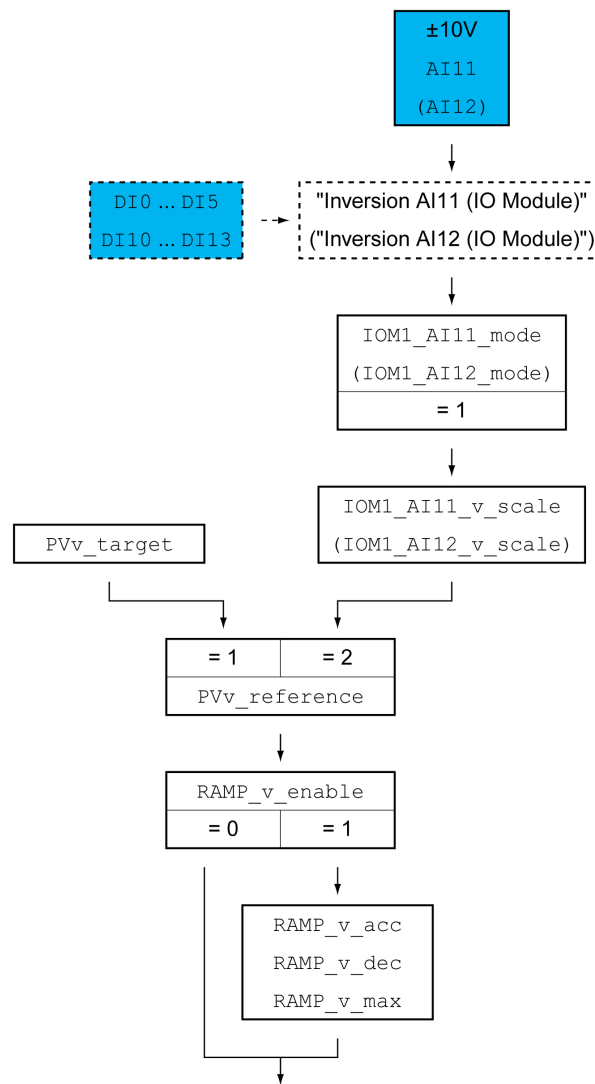 ±10V
AI11
(AI12)
DI0 ... DI5
DI10 ... DI13
"Inversion AI11 (IO Module)"
("Inversion AI12 (IO Module)")
IOM1_AI11_mode
(IOM1_AI12_mode)
= 1
IOM1_AI11_v_scale
(IOM1_AI12_v_scale)
PVv_target
= 1 = 2
PVv_reference
RAMP_v_enable
= 0 = 1
RAMP_v_acc
RAMP_v_dec
RAMP_v_max